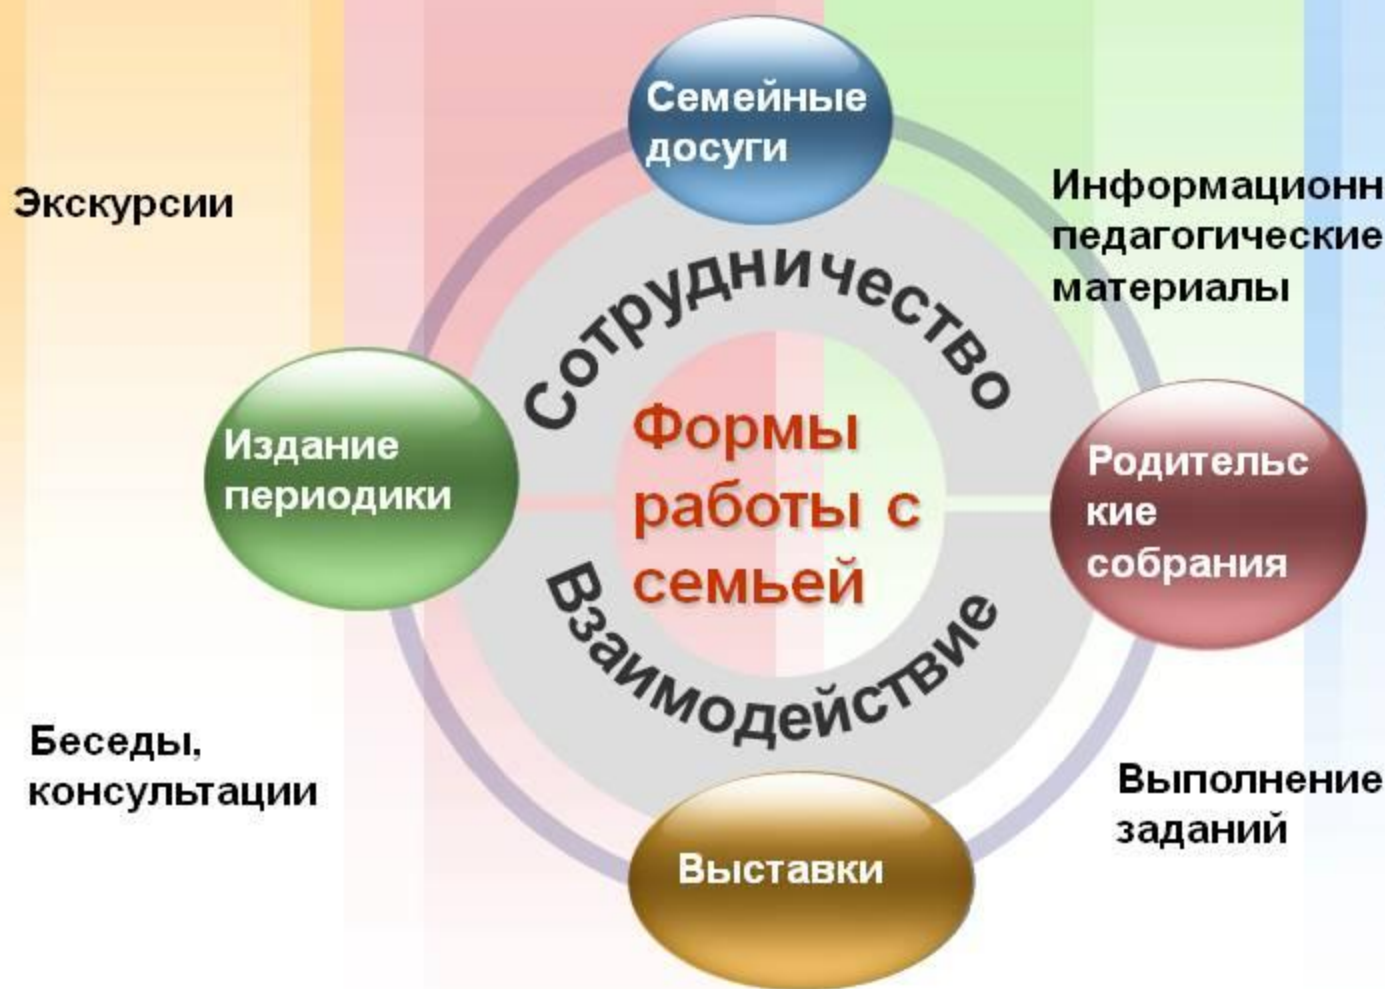 Семейные
досуги
Экскурсии
Информационн
педагогические
материалы
Сотрудничество
Издание
периодики
Формы
работы с
семьей
Родительс
кие
собрания
Взаимодействие
Беседы,
консультации
Выполнение
заданий
Выставки